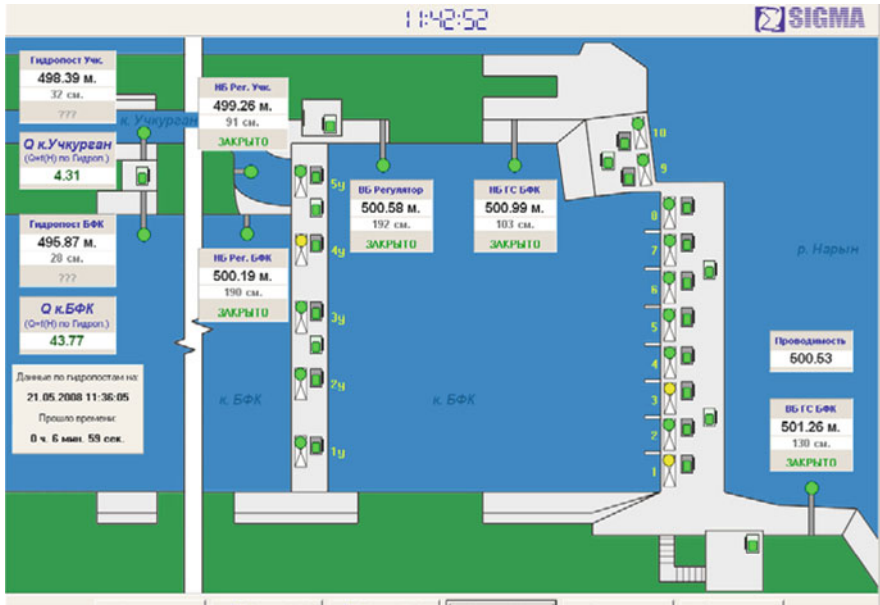 11:42:52
SIGMA
Гидропост Учк.
498.39 м.
32 см.
???
к. Учкурган
Q к.Учкурган
(Q=f(H) по Гидроп.)
4.31
Гидропост БФК
495.87 м.
28 см.
???
Q к.БФК
(Q=f(H) по Гидроп.)
43.77
Данные по гидропостам на:
21.05.2008 11:36:05
Прошло времени:
0 ч. 6 мин. 59 сек.
НБ Рег. Учк.
499.26 м.
91 см.
ЗАКРЫТО
НБ Рег. БФК
500.19 м.
190 см.
ЗАКРЫТО
к. БФК
5у
4у
3у
2у
1у
ВБ Регулятор
500.58 м.
192 см.
ЗАКРЫТО
НБ ГС БФК
500.99 м.
103 см.
ЗАКРЫТО
к. БФК
10
9
8
7
6
5
4
3
2
1
р. Нарын
Проводимость
500.53
ВБ ГС БФК
501.26 м.
130 см.
ЗАКРЫТО